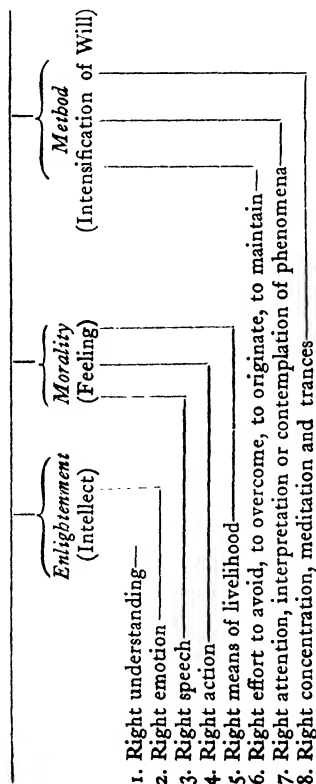 Enlightenment
(Intellect)
Morality
(Feeling)
Method
(Intensification of Will)
1. Right understanding
2. Right emotion
3. Right speech
4. Right action
5. Right means of livelihood
6. Right effort to avoid, to overcome, to originate, to maintain
7. Right attention, interpretation or contemplation of phenomena
8. Right concentration, meditation and trances